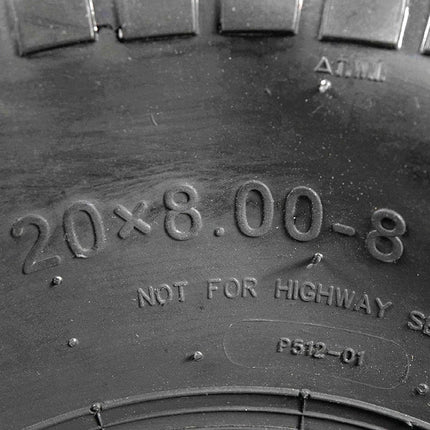 △T.W.I.
20×8.00-8
NOT FOR HIGHWAY
P512-01